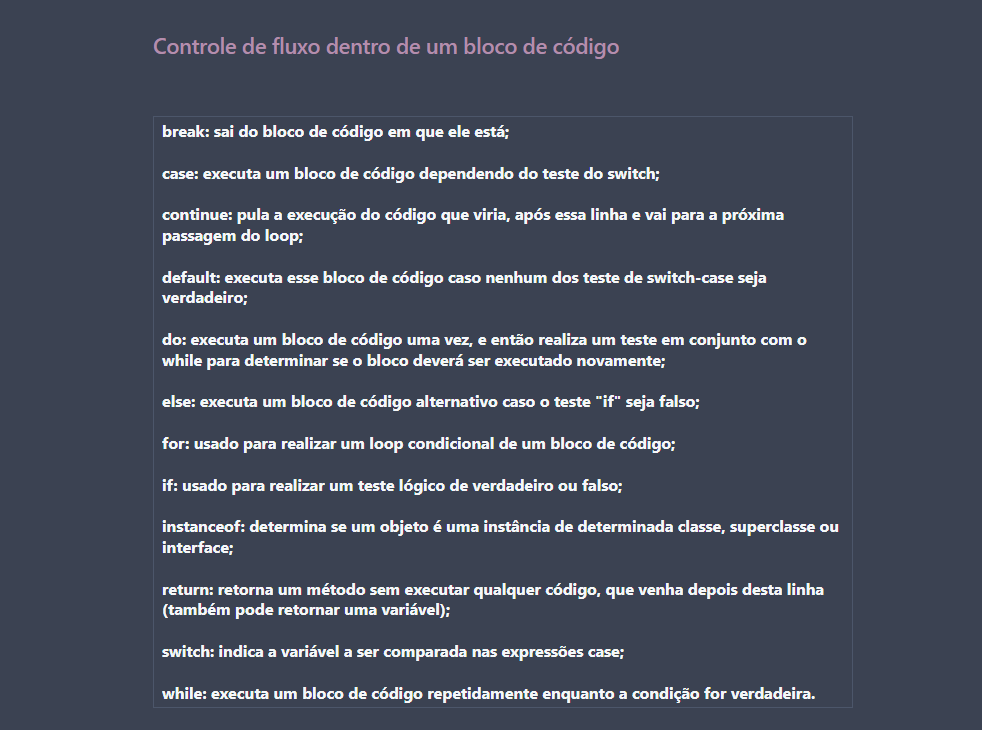 Controle de fluxo dentro de um bloco de código
break: sai do bloco de código em que ele está;
case: executa um bloco de código dependendo do teste do switch;
continue: pula a execução do código que viria, após essa linha e vai para a próxima
passagem do loop;
default: executa esse bloco de código caso nenhum dos teste de switch-case seja
verdadeiro;
do: executa um bloco de código uma vez, e então realiza um teste em conjunto com o
while para determinar se o bloco deverá ser executado novamente;
else: executa um bloco de código alternativo caso o teste "if" seja falso;
for: usado para realizar um loop condicional de um bloco de código;
if: usado para realizar um teste lógico de verdadeiro ou falso;
instanceof: determina se um objeto é uma instância de determinada classe, superclasse ou
interface;
return: retorna um método sem executar qualquer código, que venha depois desta linha
(também pode retornar uma variável);
switch: indica a variável a ser comparada nas expressões case;
while: executa um bloco de código repetidamente enquanto a condição for verdadeira.